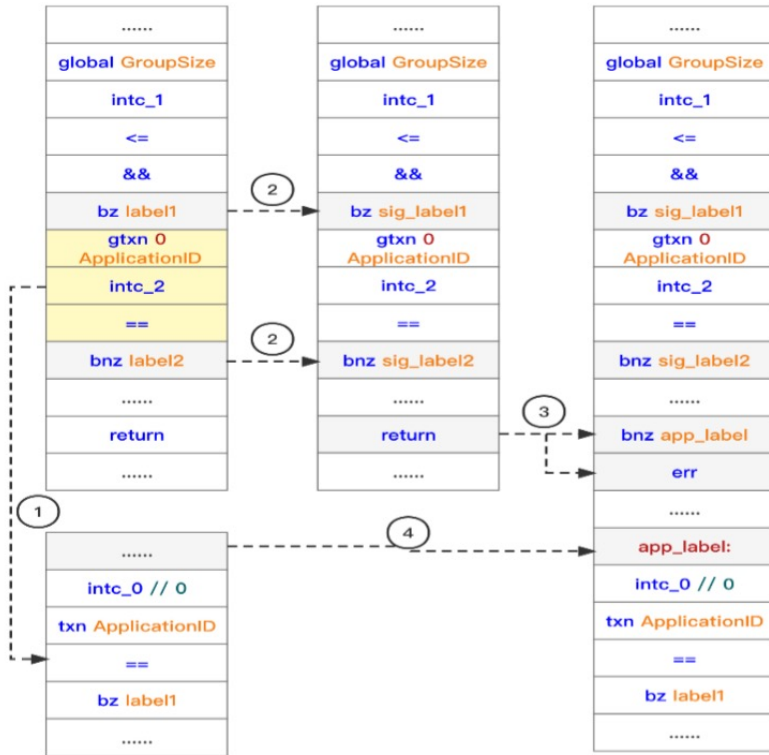 ......
global GroupSize
intc_1
<=
&&
bz label1
gtxn 0
ApplicationID
intc_2
==
bnz label2
......
return
......
1
......
intc_0 // 0
txn ApplicationID
==
bz label1
......
2
2
......
global GroupSize
intc_1
<=
&&
bz sig_label1
gtxn 0
ApplicationID
intc_2
==
bnz sig_label2
......
return
......
3
4
......
global GroupSize
intc_1
<=
&&
bz sig_label1
gtxn 0
ApplicationID
intc_2
==
bnz sig_label2
......
bnz app_label
err
......
app_label:
intc_0 // 0
txn ApplicationID
==
bz label1
......